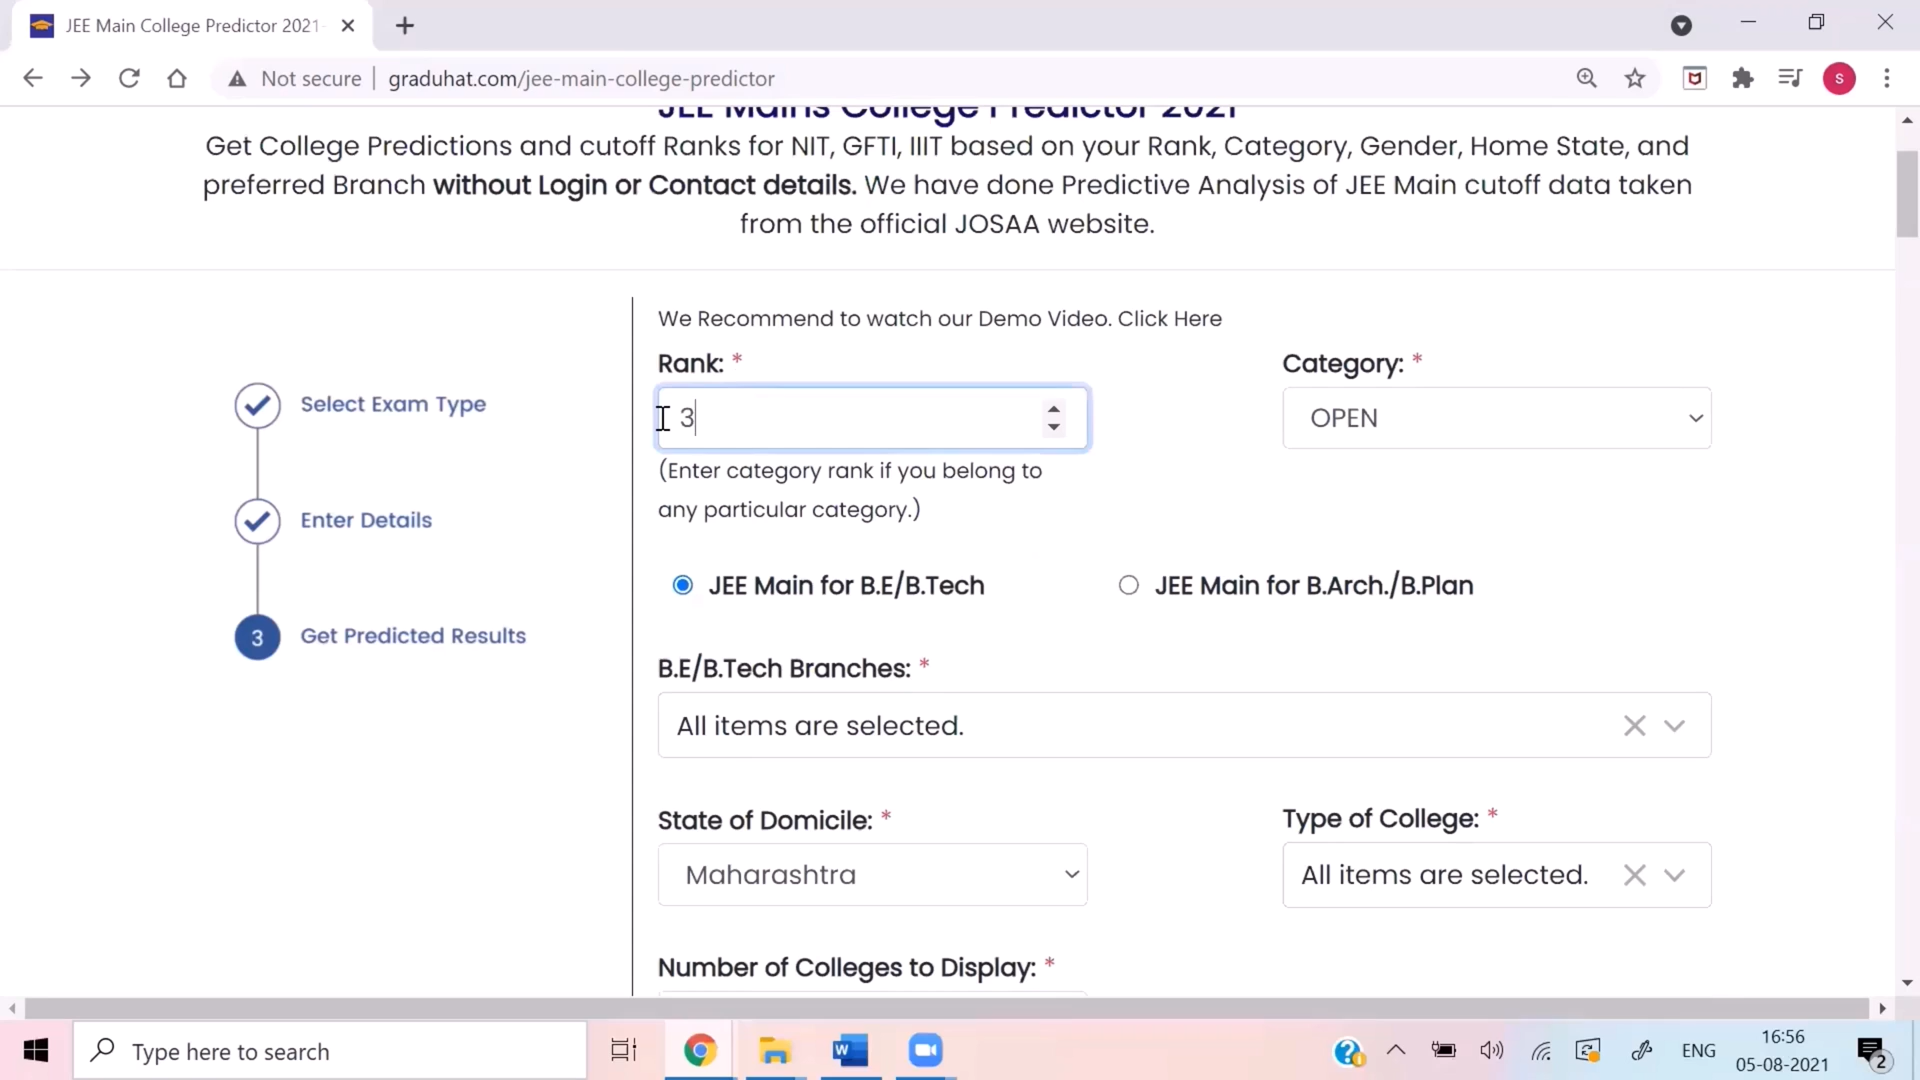 JEE Main College Predictor 2021
Not secure
graduhat.com/jee-main-college-predictor
S
JEE Mains College Predictor 2021
Get College Predictions and cutoff Ranks for NIT, GFTI, IIIT based on your Rank, Category, Gender, Home State, and
preferred Branch without Login or Contact details. We have done Predictive Analysis of JEE Main cutoff data taken
from the official JOSAA website.
We Recommend to watch our Demo Video. Click Here
Rank: *
Category: *
3
OPEN
(Enter category rank if you belong to
any particular category.)
Select Exam Type
Enter Details
3
Get Predicted Results
JEE Main for B.E/B.Tech
JEE Main for B.Arch./B.Plan
B.E/B.Tech Branches: *
All items are selected.
State of Domicile: *
Type of College: *
Maharashtra
All items are selected.
Number of Colleges to Display: *
Type here to search
W
ENG
16:56
05-08-2021
2